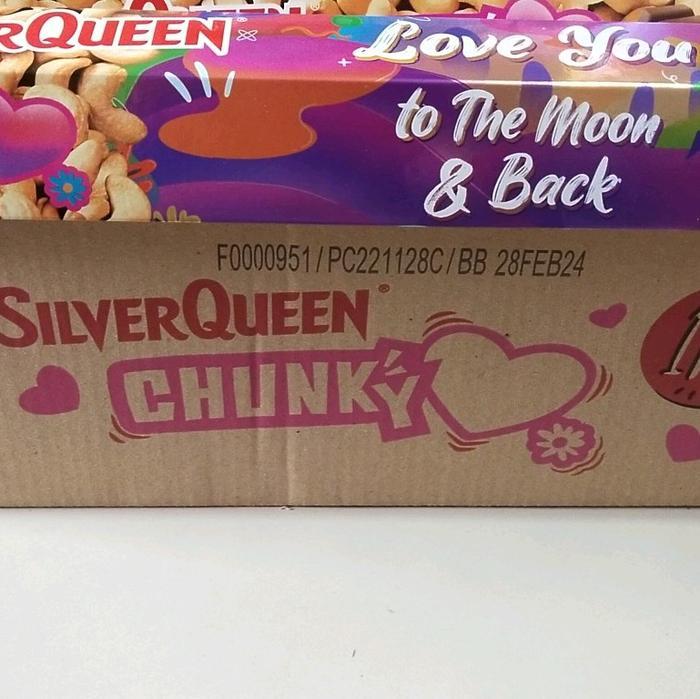 RQUEEN
Love You
to The Moon
& Back
F0000951/PC221128C/BB 28FEB24
SILVERQUEEN®
CHUNKY